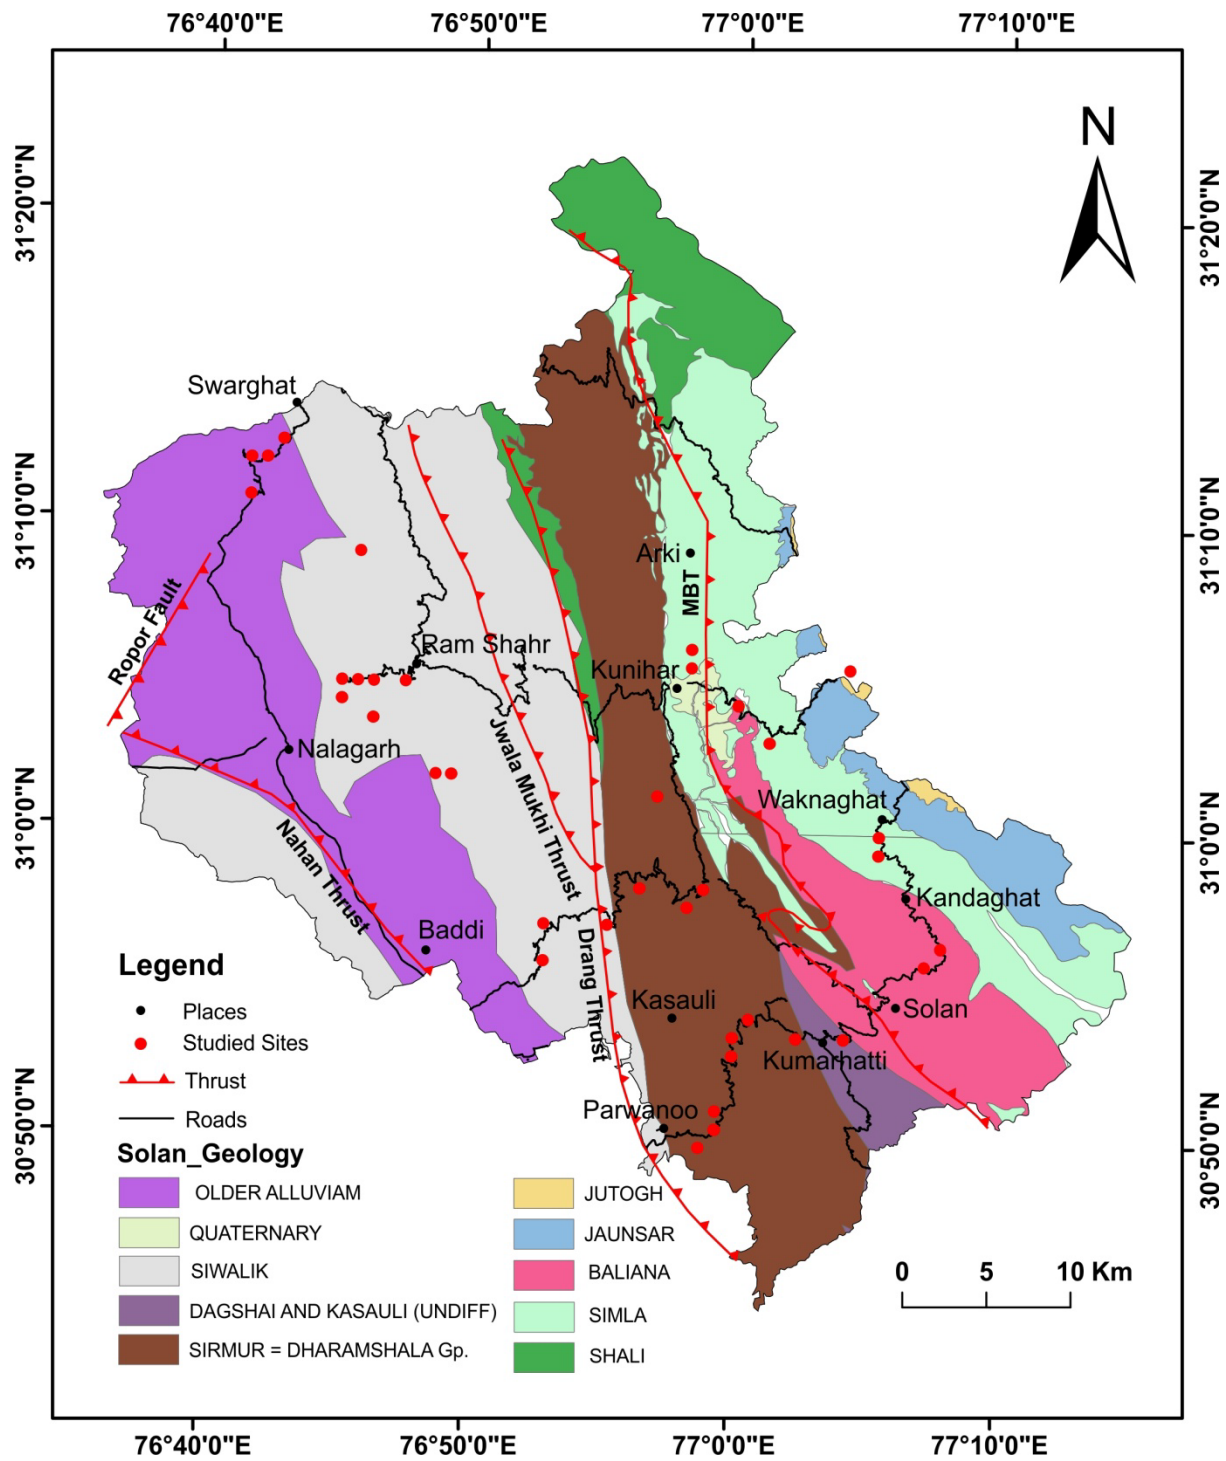 76°40'0"E 76°50'0"E 77°0'0"E 77°10'0"E
N
31°20'0"N
31°20'0"N
Swarghat
31°10'0"N
31°10'0"N
Arki
MBT
Ropor Fault
Ram Shahr
Kunihar
Nalagarh
Jwala Mukhi Thrust
Waknaghat
31°0'0"N
31°0'0"N
Nahan Thrust
Kandaghat
Baddi
Drang Thrust
Kasauli
Solan
Kumarhatti
Parwanoo
30°50'0"N
30°50'0"N
Legend
Places
Studied Sites
Thrust
Roads
Solan_Geology
OLDER ALLUVIAM
QUATERNARY
SIWALIK
DAGSHAI AND KASAULI (UNDIFF)
SIRMUR = DHARAMSHALA Gp.
JUTOGH
JAUNSAR
BALIANA
SIMLA
SHALI
0 5 10 Km
76°40'0"E 76°50'0"E 77°0'0"E 77°10'0"E